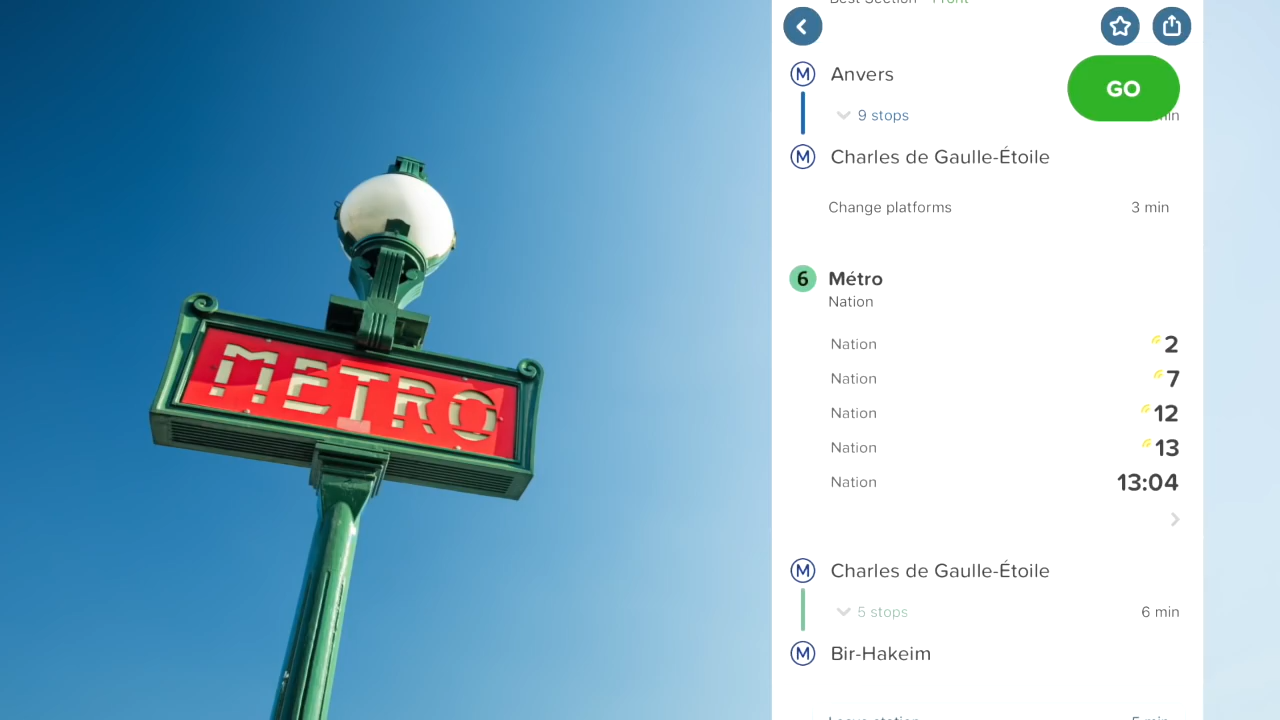 METRO
Anvers
GO
9 stops
Charles de Gaulle-Étoile
Change platforms 3 min
6 Métro
Nation
Nation 2
Nation 7
Nation 12
Nation 13
Nation 13:04
M Charles de Gaulle-Étoile
5 stops 6 min
M Bir-Hakeim